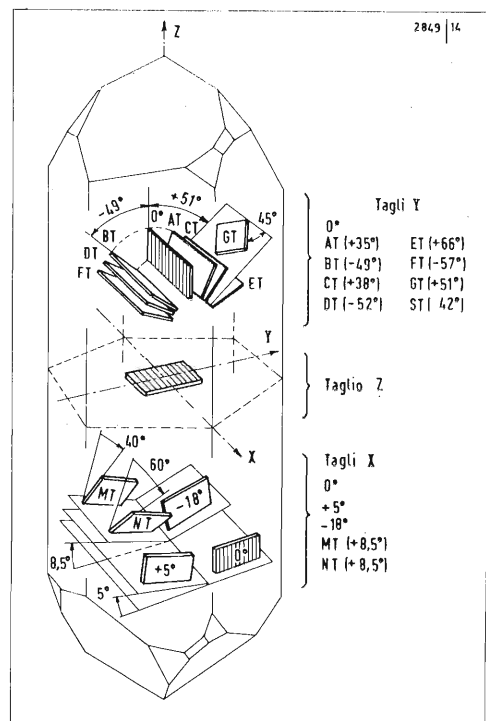 2849 | 14
Z
-49°
+51°
0° AT
BT
CT
DT
FT
GT
45°
ET
Tagli Y
0°
AT (+35°) ET (+66°)
BT (-49°) FT (-57°)
CT (+38°) GT (+51°)
DT (-52°) ST ( 42°)
Y
Taglio Z
X
40°
60°
MT
NT
-18°
8,5°
+5°
0°
5°
Tagli X
0°
+5°
-18°
MT (+8,5°)
NT (+8,5°)